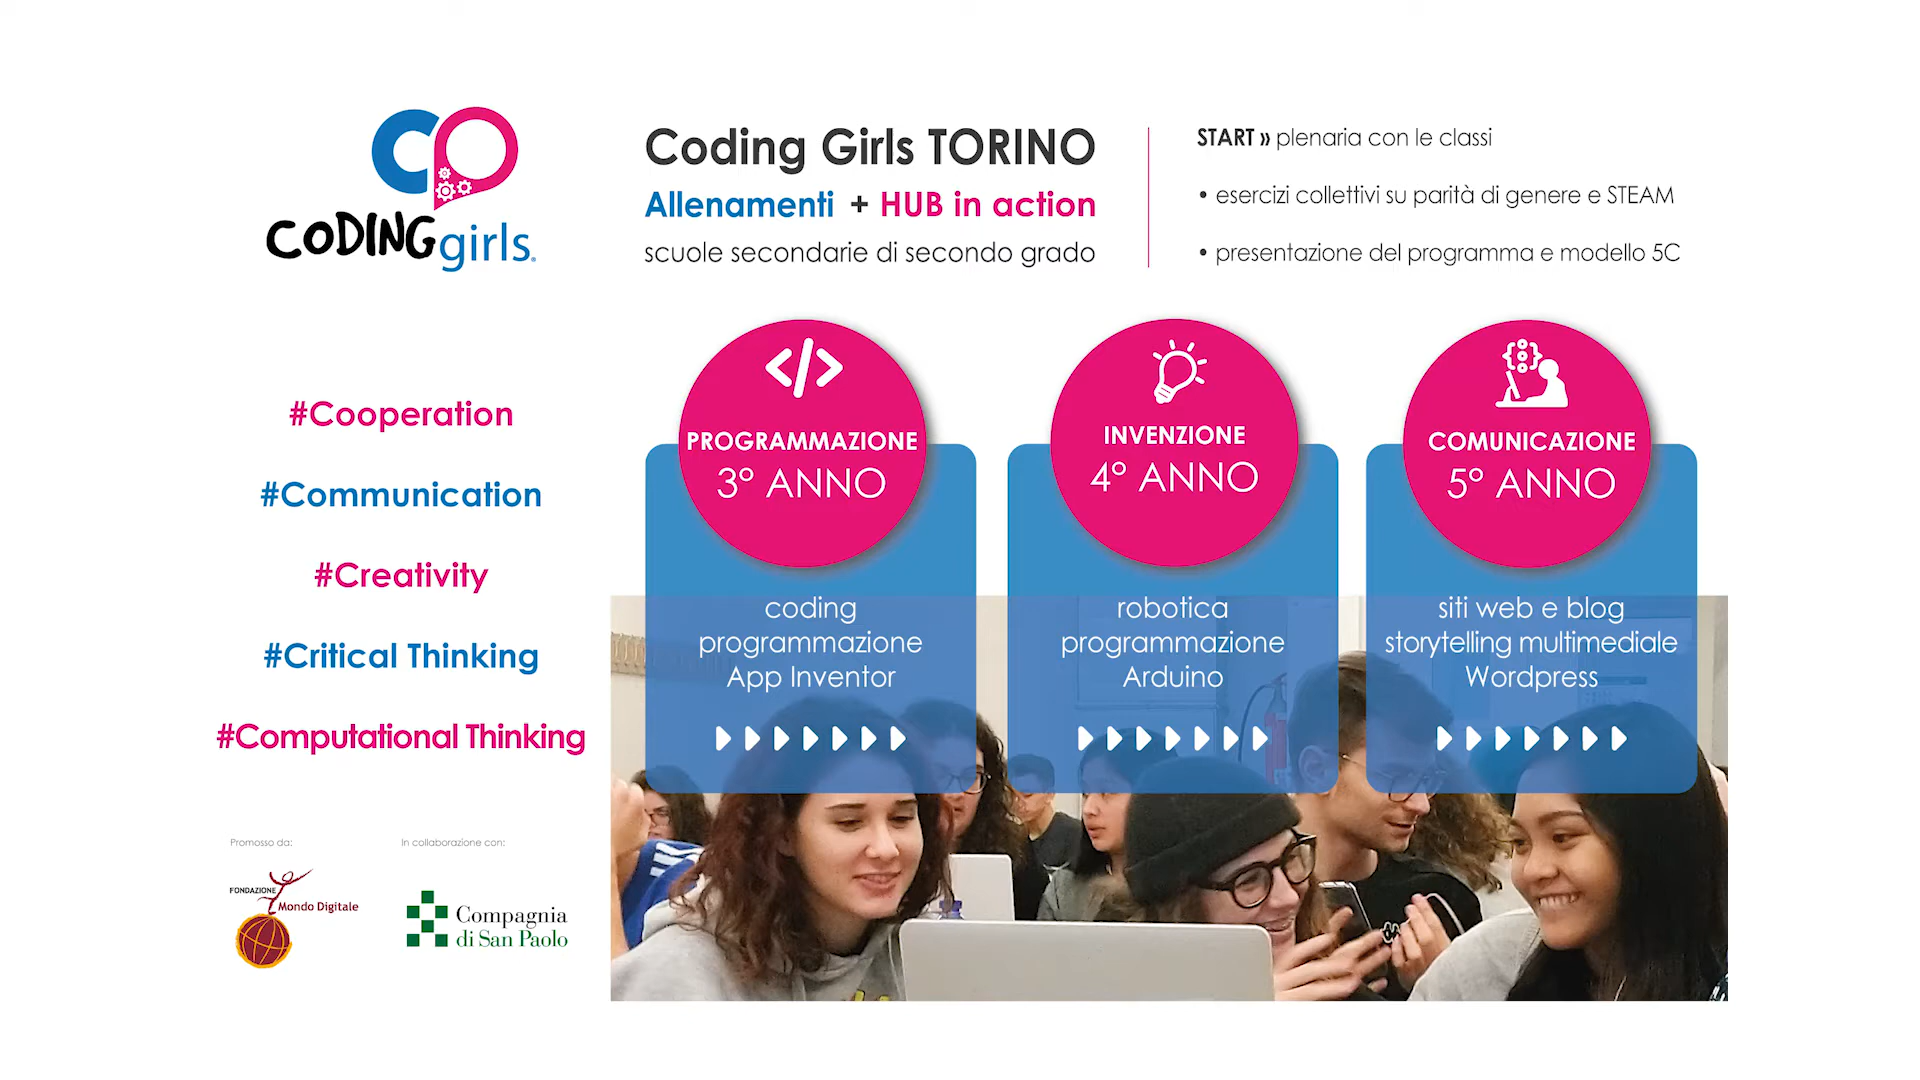 CODING girls®
Coding Girls TORINO
Allenamenti + HUB in action
scuole secondarie di secondo grado
START » plenaria con le classi
• esercizi collettivi su parità di genere e STEAM
• presentazione del programma e modello 5C
#Cooperation
#Communication
#Creativity
#Critical Thinking
#Computational Thinking
PROGRAMMAZIONE
3° ANNO
coding
programmazione
App Inventor
INVENZIONE
4° ANNO
robotica
programmazione
Arduino
COMUNICAZIONE
5° ANNO
siti web e blog
storytelling multimediale
Wordpress
Promosso da:
FONDAZIONE
Mondo Digitale
In collaborazione con:
Compagnia
di San Paolo